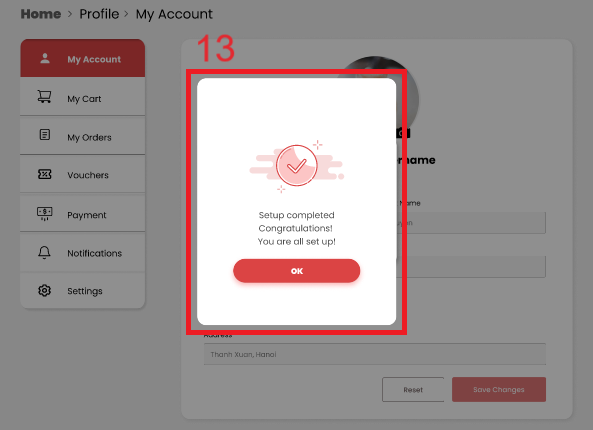 Home > Profile > My Account
13
My Account
My Cart
My Orders
Vouchers
Payment
Notifications
Settings
Name
Setup completed
Congratulations!
You are all set up!
OK
Address
Thanh Xuan, Hanoi
Reset
Save Changes